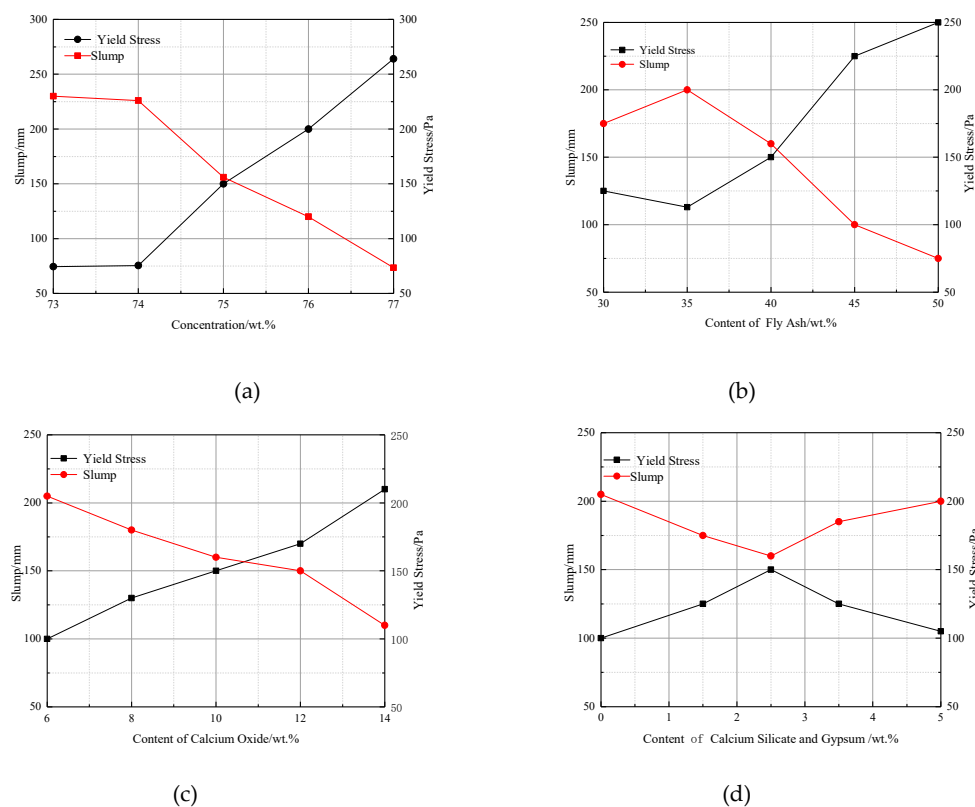 300
300
Yield Stress
Slump
250
250
200
200
Slump/mm
Yield Stress/Pa
150
150
100
100
50
50
73
74
75
76
77
Concentration/wt.%
(a)
250
250
Yield Stress
Slump
200
200
Slump/mm
Yield Stress/Pa
150
150
100
100
50
50
30
35
40
45
50
Content of Fly Ash/wt.%
(b)
250
250
Yield Stress
Slump
200
200
Slump/mm
Yield Stress/Pa
150
150
100
100
50
50
6
8
10
12
14
Content of Calcium Oxide/wt.%
(c)
250
250
Yield Stress
Slump
200
200
Slump/mm
Yield Stress/Pa
150
150
100
100
50
50
0
1
2
3
4
5
Content of Calcium Silicate and Gypsum /wt.%
(d)